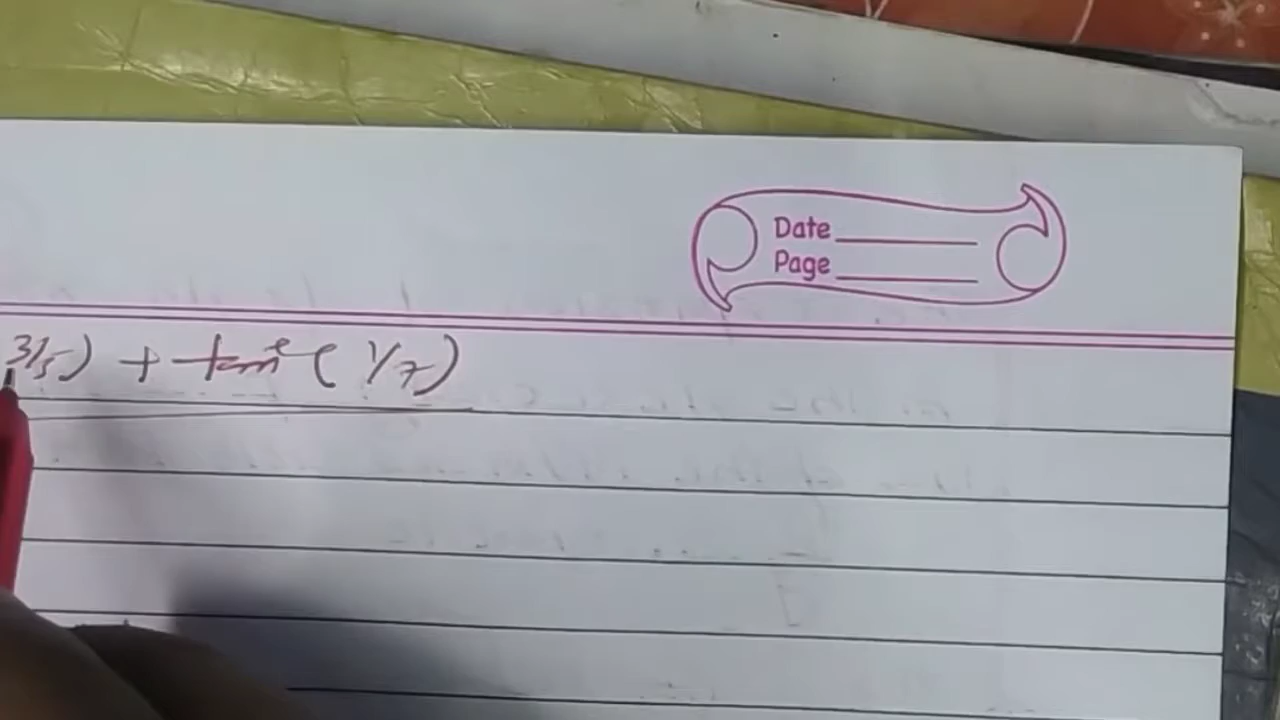 Date
Page
3/5) + tan⁻¹ ( 1/7)